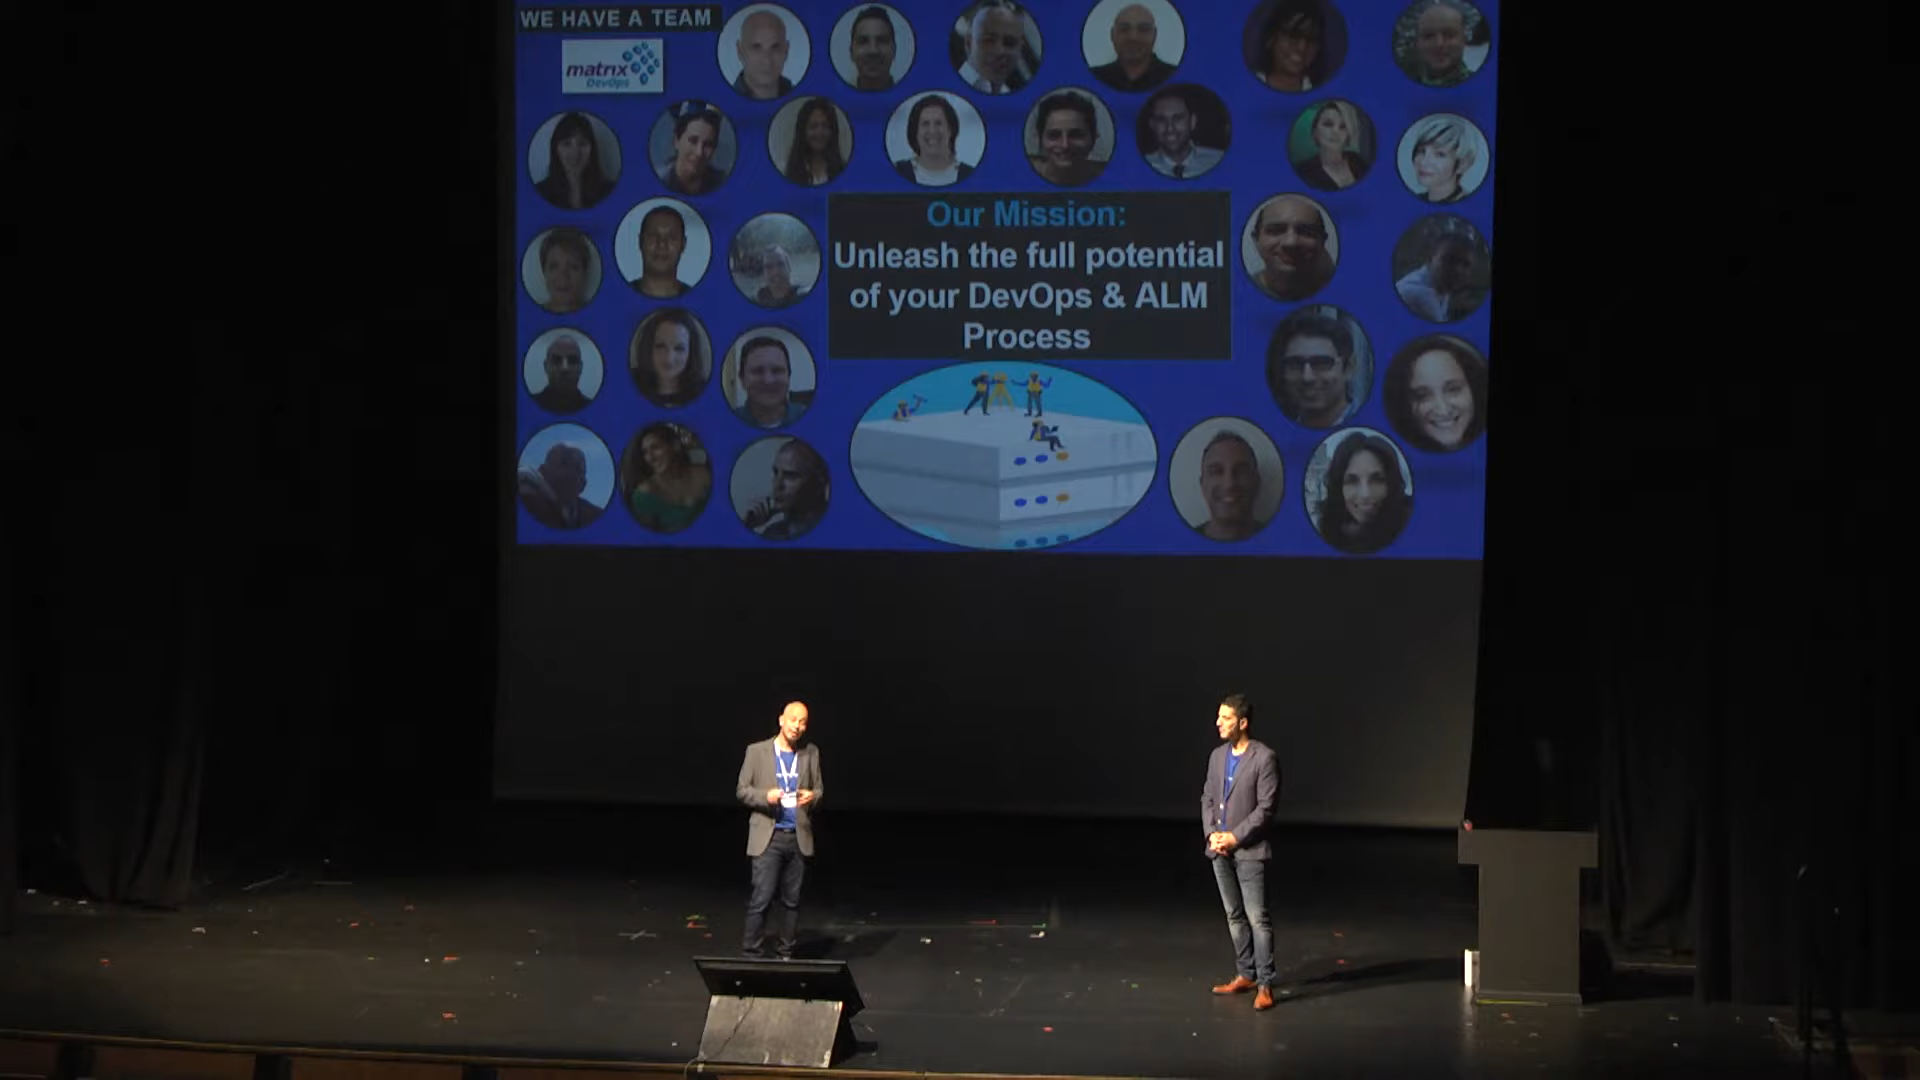 WE HAVE A TEAM
matrix
DevOps
Our Mission:
Unleash the full potential
of your DevOps & ALM
Process